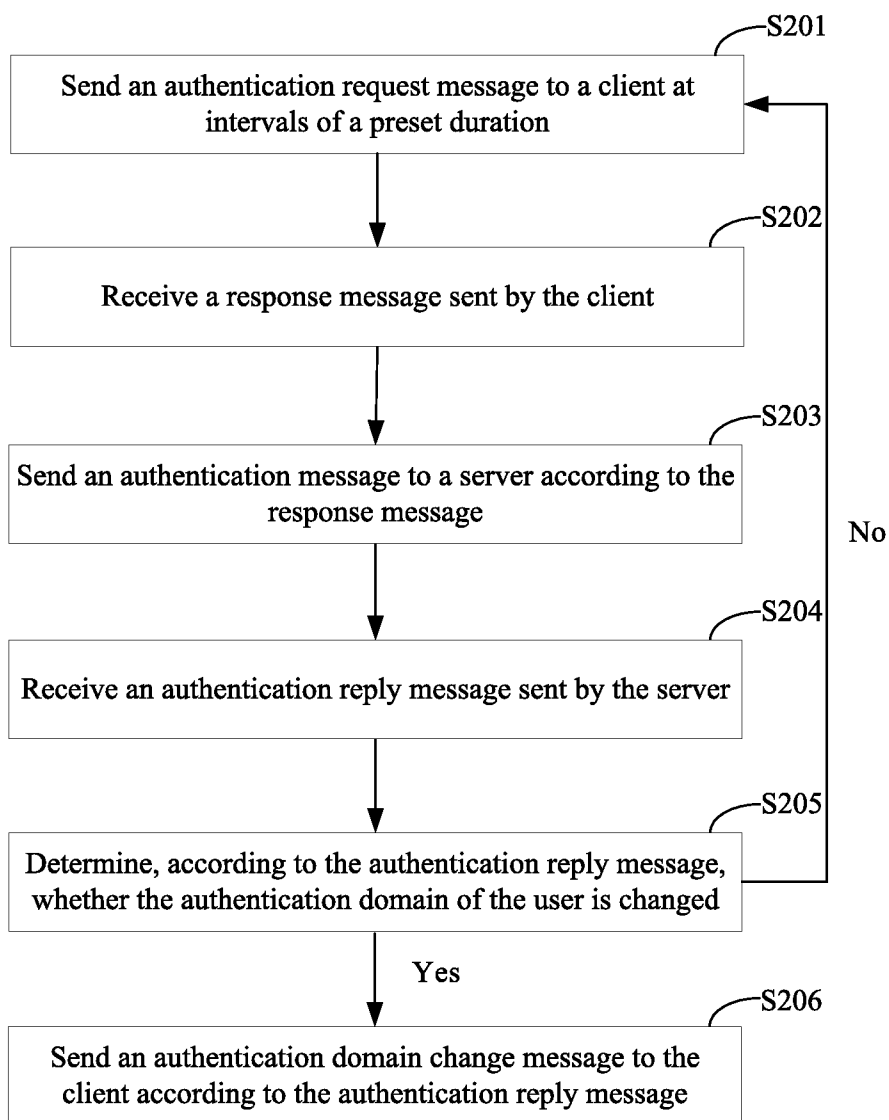 S201
Send an authentication request message to a client at
intervals of a preset duration
S202
Receive a response message sent by the client
S203
Send an authentication message to a server according to the
response message
No
S204
Receive an authentication reply message sent by the server
S205
Determine, according to the authentication reply message,
whether the authentication domain of the user is changed
Yes
S206
Send an authentication domain change message to the
client according to the authentication reply message